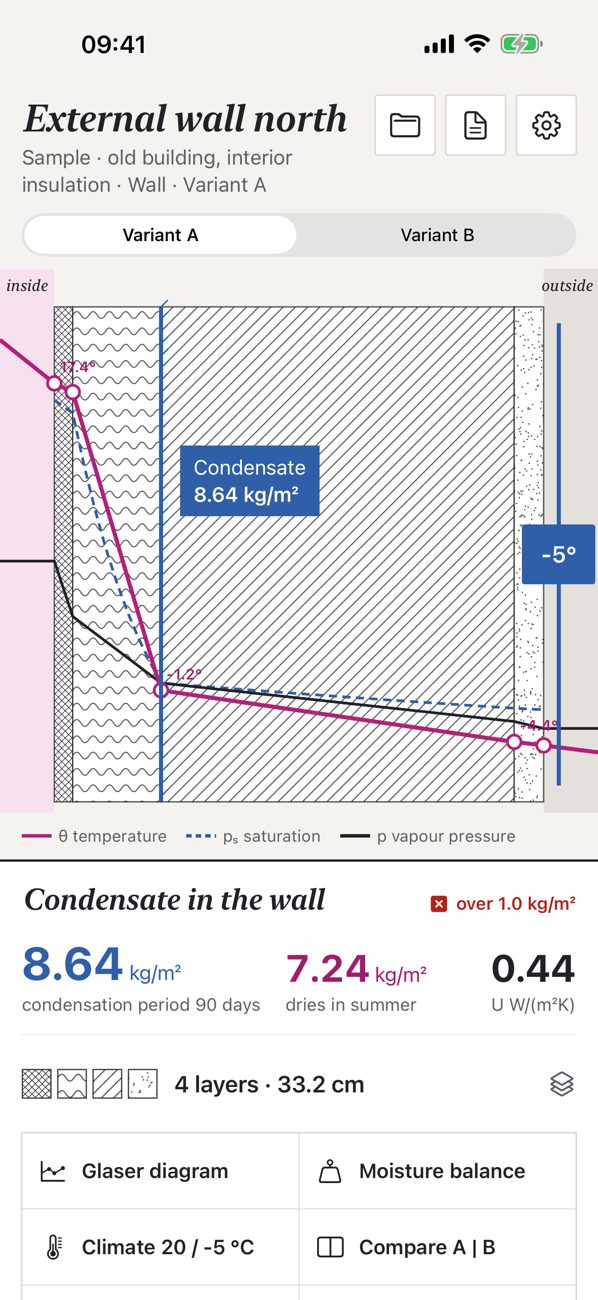 09:41
External wall north
Sample · old building, interior
insulation · Wall · Variant A
Variant A
Variant B
inside
outside
17.4°
Condensate
8.64 kg/m²
-5°
-1.2°
-4.4°
θ temperature
pₛ saturation
p vapour pressure
Condensate in the wall
over 1.0 kg/m²
8.64 kg/m²
condensation period 90 days
7.24 kg/m²
dries in summer
0.44
U W/(m²K)
4 layers · 33.2 cm
Glaser diagram
Moisture balance
Climate 20 / -5 °C
Compare A | B